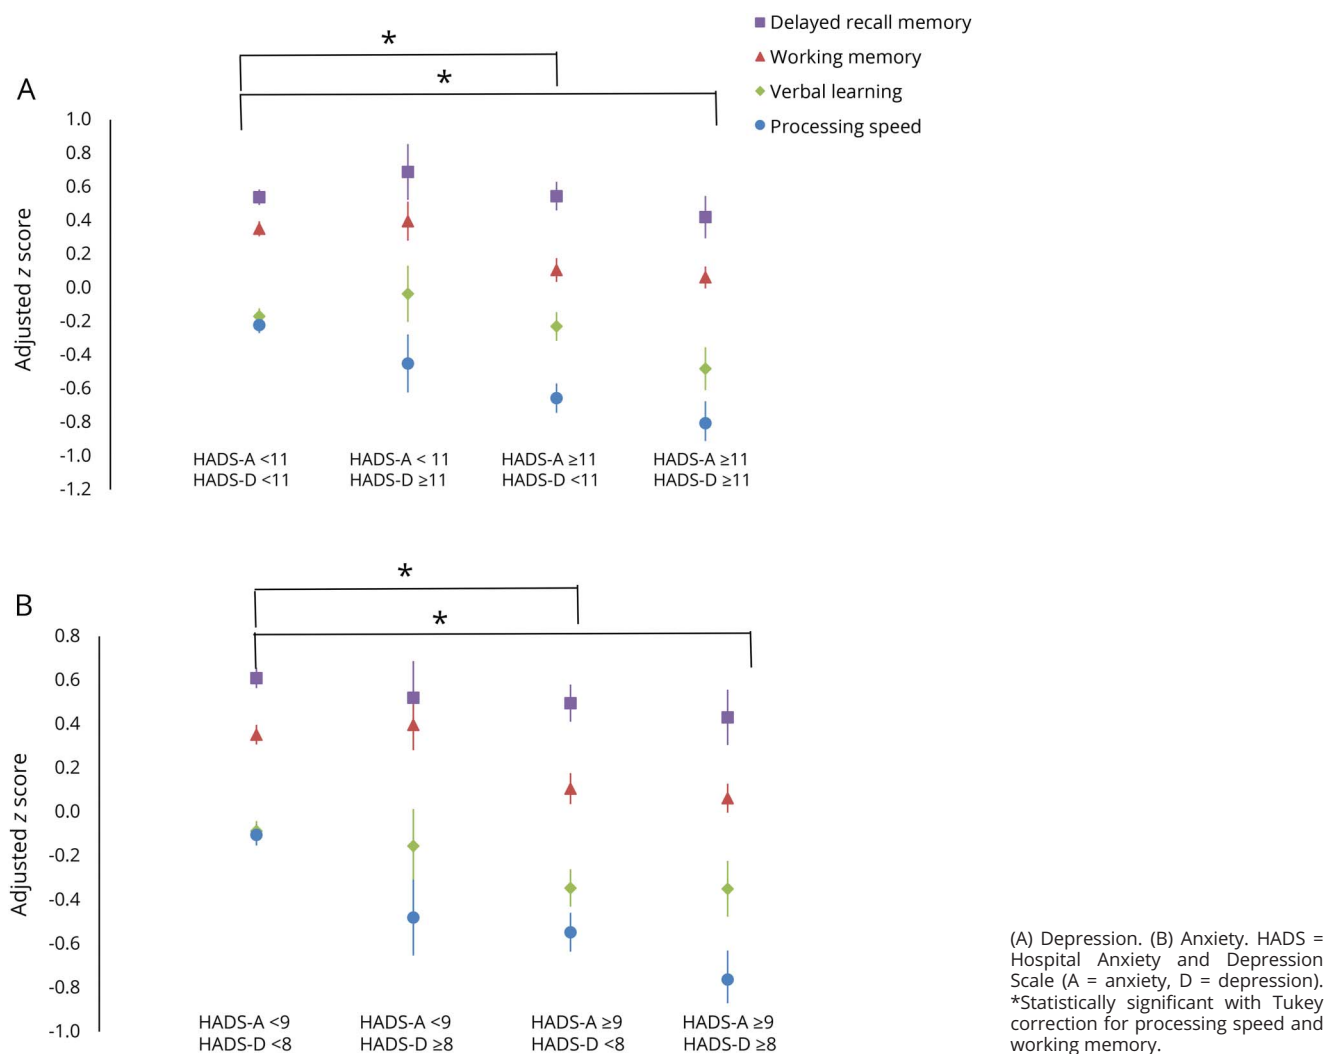 Delayed recall memory
Working memory
Verbal learning
Processing speed
*
*
A
Adjusted z score
1.0
0.8
0.6
0.4
0.2
0.0
-0.2
-0.4
-0.6
-0.8
-1.0
-1.2
HADS-A <11
HADS-D <11
HADS-A < 11
HADS-D ≥11
HADS-A ≥11
HADS-D <11
HADS-A ≥11
HADS-D ≥11
*
*
B
Adjusted z score
0.8
0.6
0.4
0.2
0.0
-0.2
-0.4
-0.6
-0.8
-1.0
HADS-A <9
HADS-D <8
HADS-A <9
HADS-D ≥8
HADS-A ≥9
HADS-D <8
HADS-A ≥9
HADS-D ≥8
(A) Depression. (B) Anxiety. HADS =
Hospital Anxiety and Depression
Scale (A = anxiety, D = depression).
*Statistically significant with Tukey
correction for processing speed and
working memory.